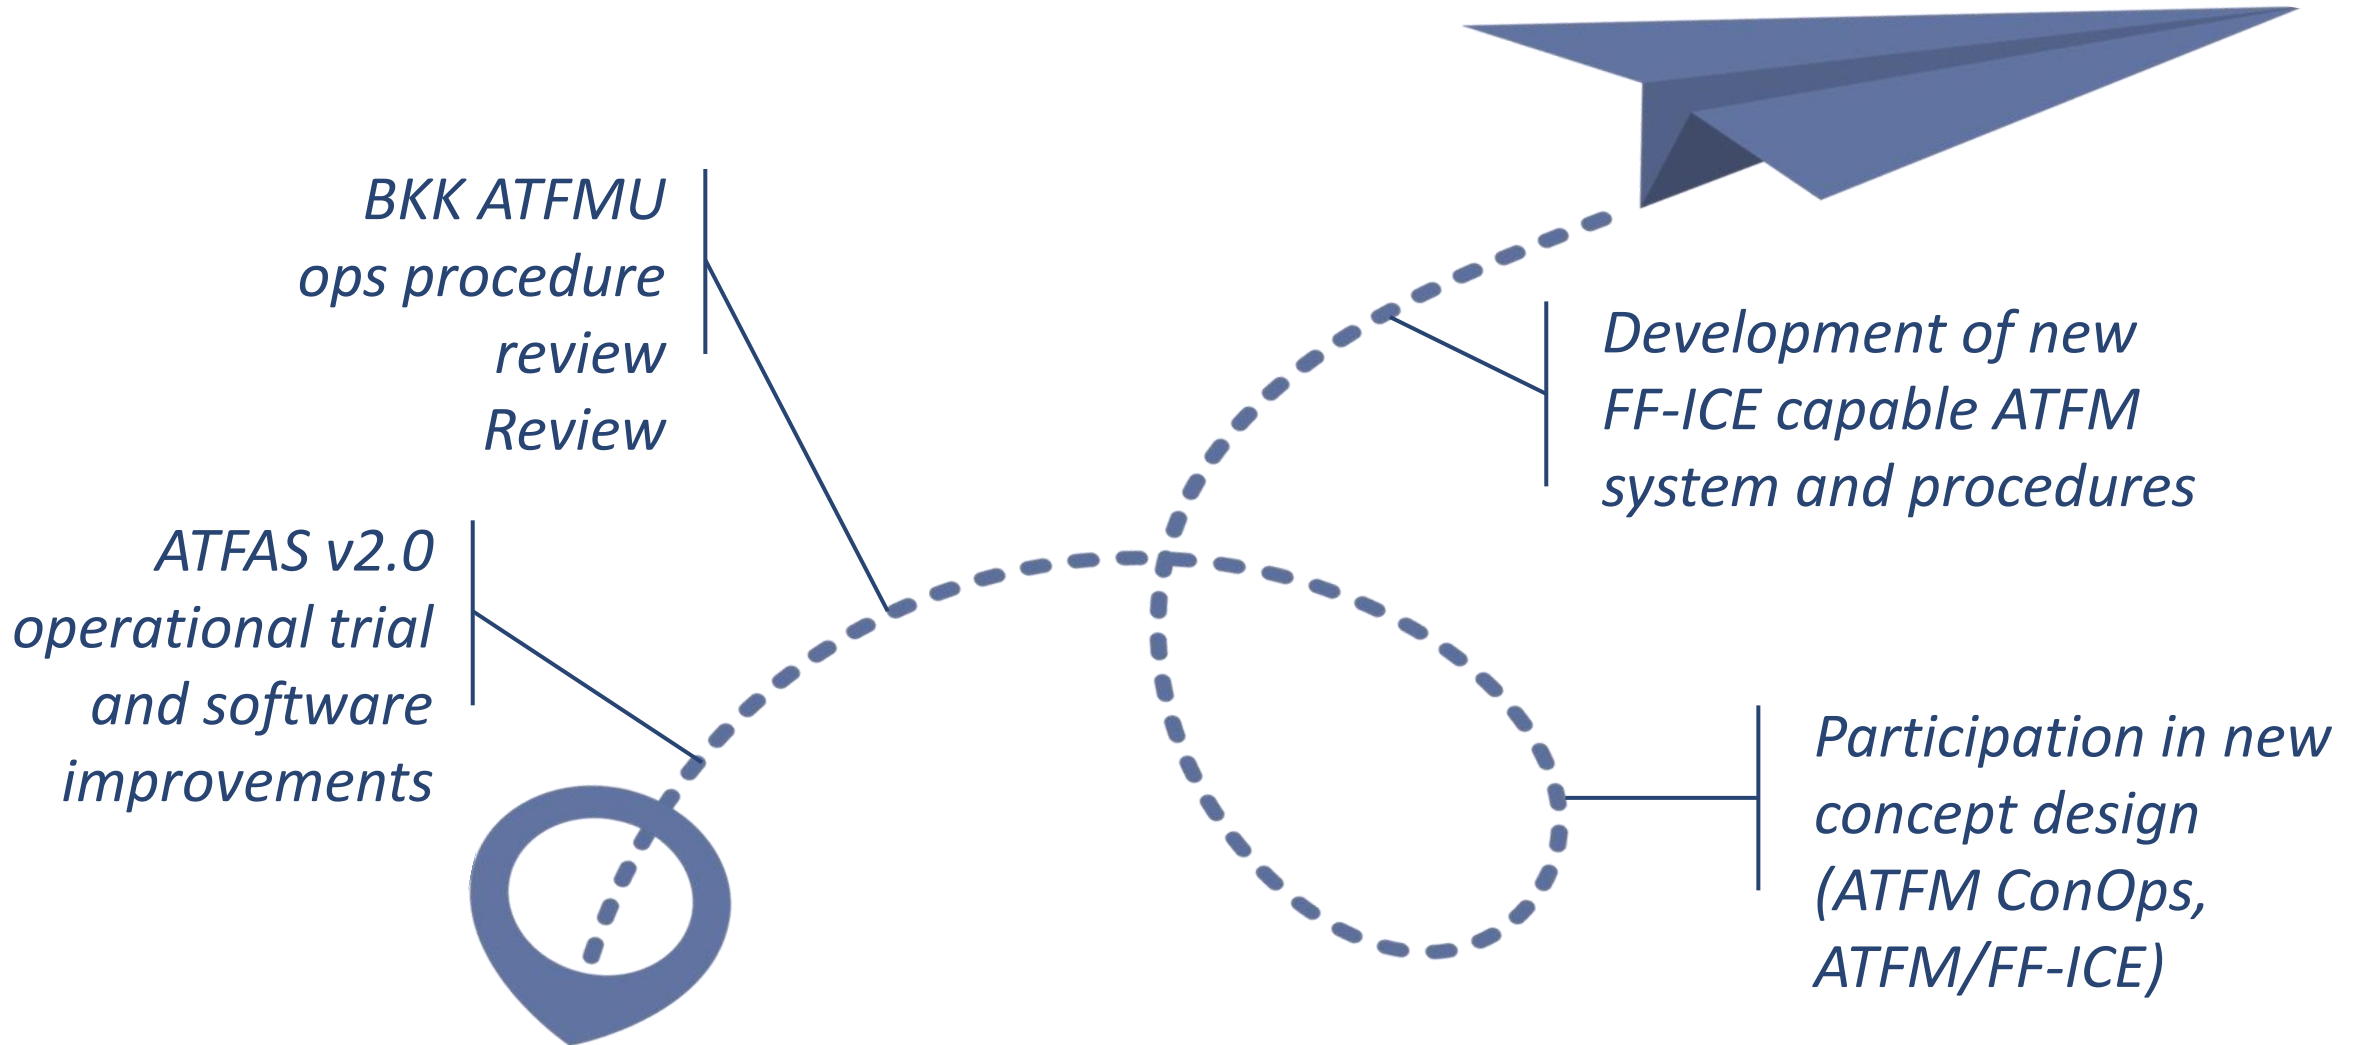 BKK ATFMU
ops procedure
review
Review
ATFAS v2.0
operational trial
and software
improvements
Development of new
FF-ICE capable ATFM
system and procedures
Participation in new
concept design
(ATFM ConOps,
ATFM/FF-ICE)